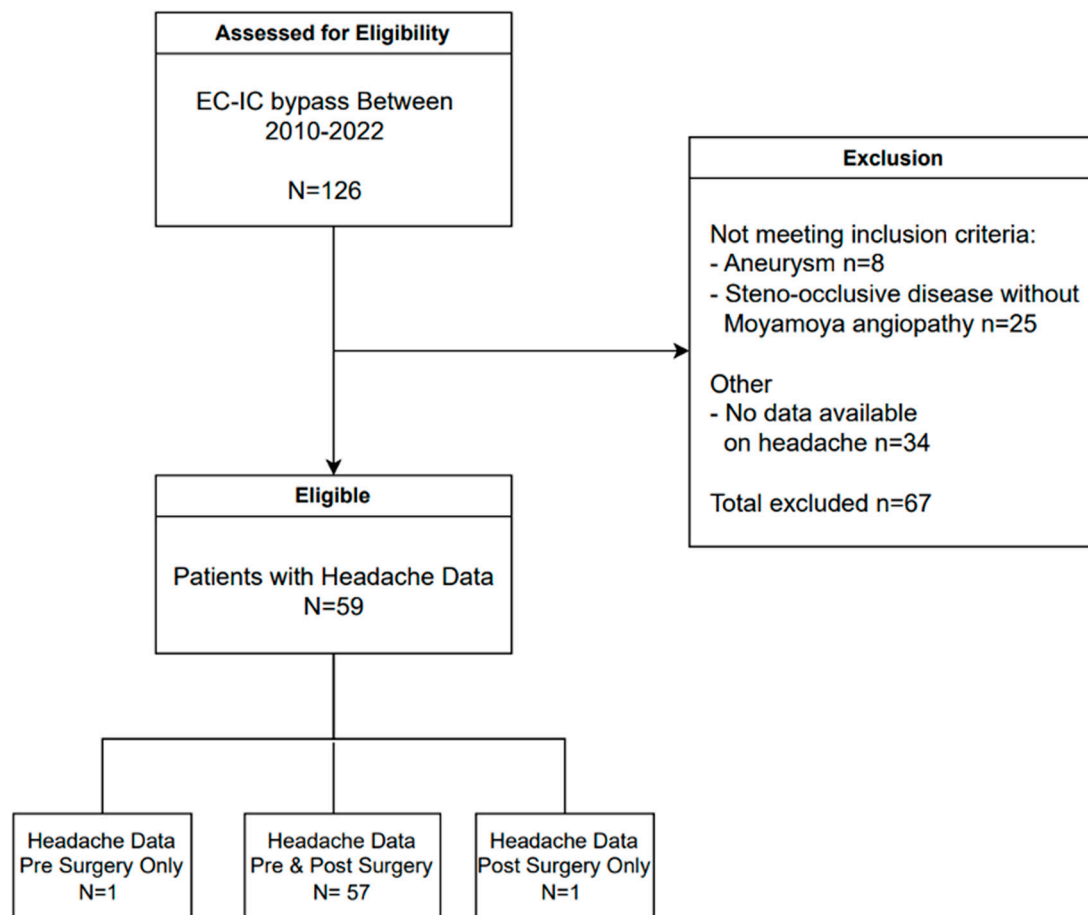 Assessed for Eligibility
EC-IC bypass Between
2010-2022
N=126
Exclusion
Not meeting inclusion criteria:
- Aneurysm n=8
- Steno-occlusive disease without
Moyamoya angiopathy n=25
Other
- No data available
on headache n=34
Total excluded n=67
Eligible
Patients with Headache Data
N=59
Headache Data
Pre Surgery Only
N=1
Headache Data
Pre & Post Surgery
N= 57
Headache Data
Post Surgery Only
N=1